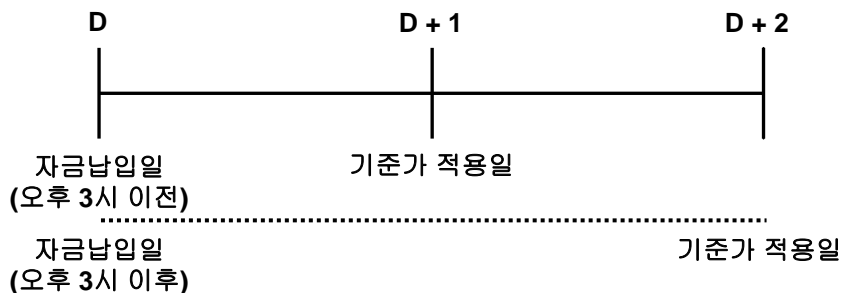 D D + 1 D + 2
자금납입일 기준가 적용일
(오후 3시 이전)
자금납입일 기준가 적용일
(오후 3시 이후)